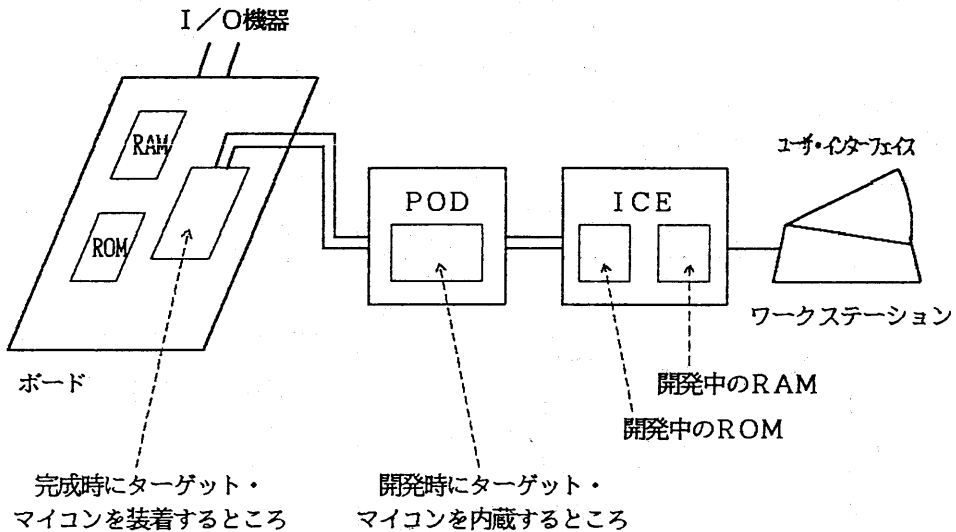 I/O機器
RAM
ROM
ボード
POD
ICE
ユーザ・インターフェイス
ワークステーション
開発中のRAM
開発中のROM
完成時にターゲット・
マイコンを装着するところ
開発時にターゲット・
マイコンを内蔵するところ